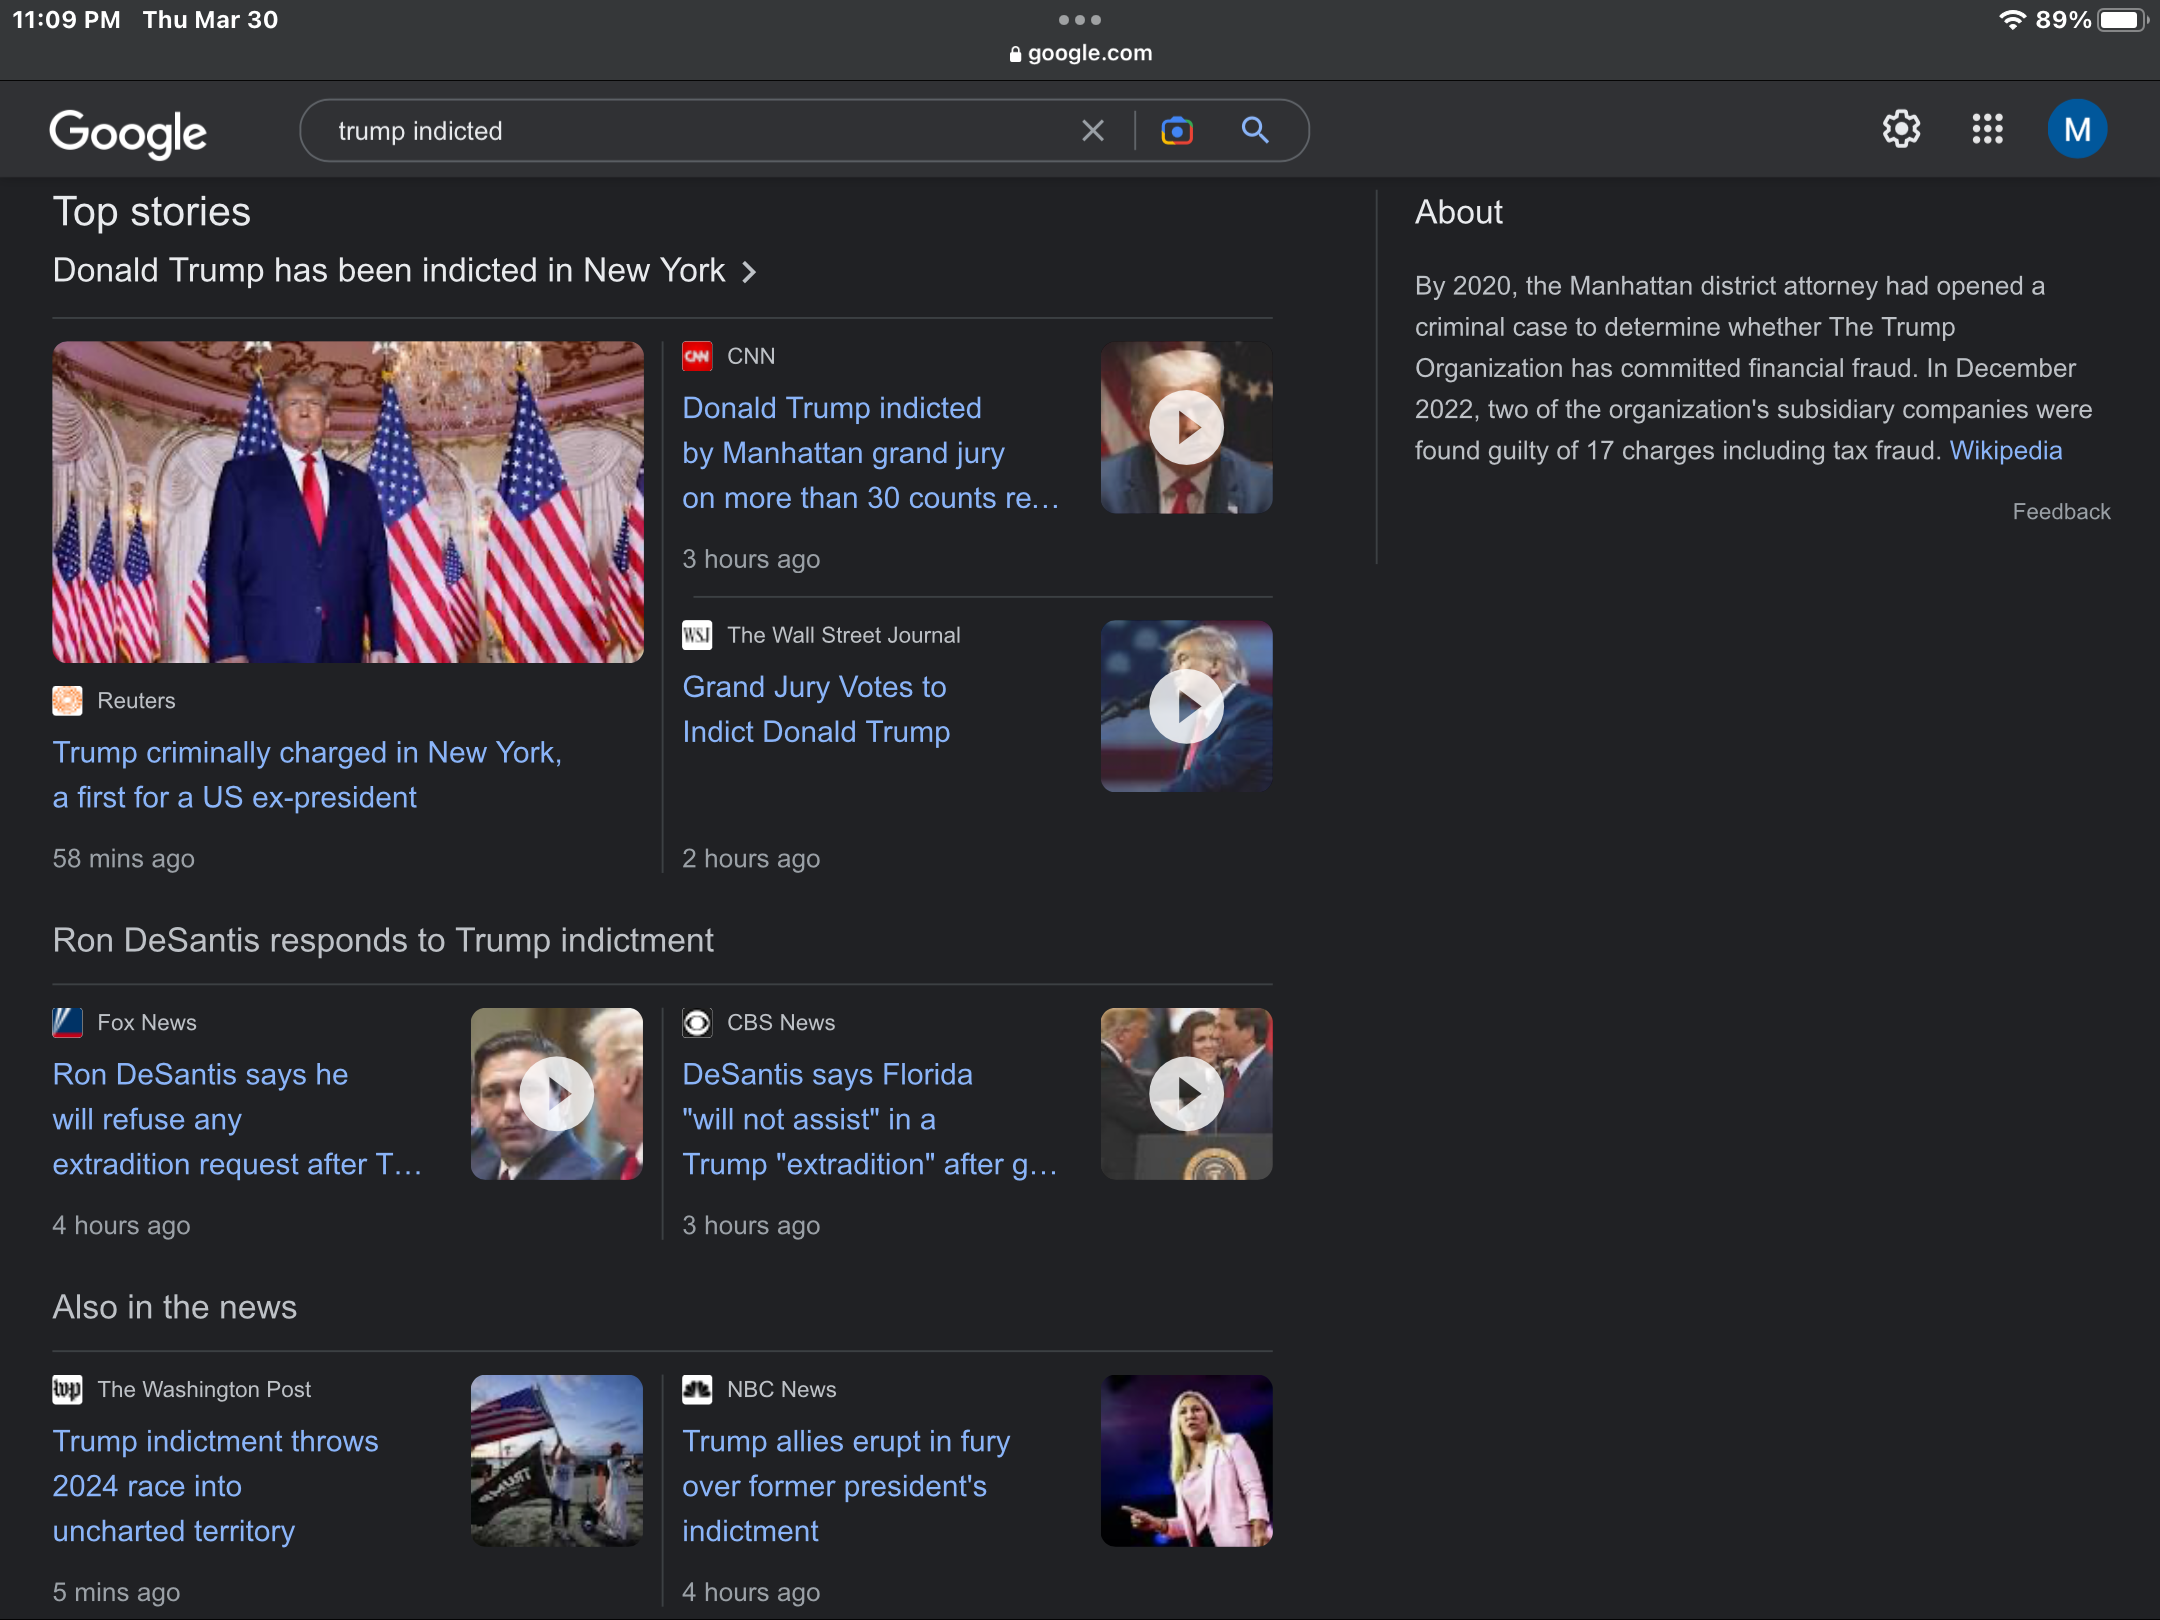 11:09 PM Thu Mar 30
89%
google.com
Google
trump indicted
M
Top stories
Donald Trump has been indicted in New York
Reuters
Trump criminally charged in New York,
a first for a US ex-president
58 mins ago
CNN
CNN
Donald Trump indicted
by Manhattan grand jury
on more than 30 counts re...
3 hours ago
WSJ
The Wall Street Journal
Grand Jury Votes to
Indict Donald Trump
2 hours ago
Ron DeSantis responds to Trump indictment
Fox News
Ron DeSantis says he
will refuse any
extradition request after T...
4 hours ago
CBS News
DeSantis says Florida
"will not assist" in a
Trump "extradition" after g...
3 hours ago
Also in the news
wp
The Washington Post
Trump indictment throws
2024 race into
uncharted territory
5 mins ago
TRUMP
NBC News
Trump allies erupt in fury
over former president's
indictment
4 hours ago
About
By 2020, the Manhattan district attorney had opened a
criminal case to determine whether The Trump
Organization has committed financial fraud. In December
2022, two of the organization's subsidiary companies were
found guilty of 17 charges including tax fraud. Wikipedia
Feedback